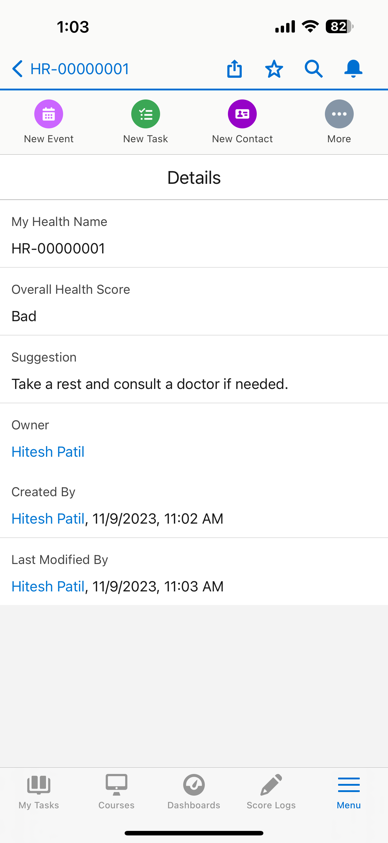 1:03
82
HR-00000001
New Event
New Task
New Contact
More
Details
My Health Name
HR-00000001
Overall Health Score
Bad
Suggestion
Take a rest and consult a doctor if needed.
Owner
Hitesh Patil
Created By
Hitesh Patil, 11/9/2023, 11:02 AM
Last Modified By
Hitesh Patil, 11/9/2023, 11:03 AM
My Tasks
Courses
Dashboards
Score Logs
Menu